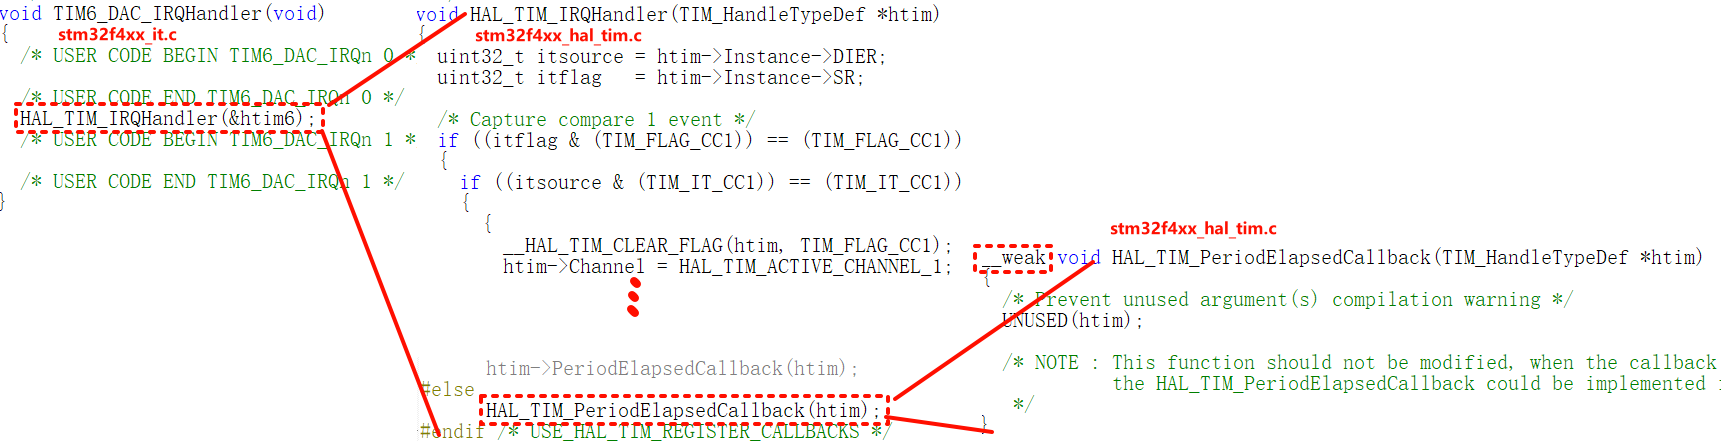 void TIM6_DAC_IRQHandler(void)
{
stm32f4xx_it.c
/* USER CODE BEGIN TIM6_DAC_IRQn 0 *
/* USER CODE END TIM6_DAC_IRQn 0 */
HAL_TIM_IRQHandler(&htim6);
/* USER CODE BEGIN TIM6_DAC_IRQn 1 *
/* USER CODE END TIM6_DAC_IRQn 1 */
}
void HAL_TIM_IRQHandler(TIM_HandleTypeDef *htim)
{
stm32f4xx_hal_tim.c
uint32_t itsource = htim->Instance->DIER;
uint32_t itflag   = htim->Instance->SR;
/* Capture compare 1 event */
if ((itflag & (TIM_FLAG_CC1)) == (TIM_FLAG_CC1))
{
if ((itsource & (TIM_IT_CC1)) == (TIM_IT_CC1))
{
{
__HAL_TIM_CLEAR_FLAG(htim, TIM_FLAG_CC1);
htim->Channel = HAL_TIM_ACTIVE_CHANNEL_1;
htim->PeriodElapsedCallback(htim);
#else
HAL_TIM_PeriodElapsedCallback(htim);
#endif /* USE_HAL_TIM_REGISTER_CALLBACKS */
stm32f4xx_hal_tim.c
__weak void HAL_TIM_PeriodElapsedCallback(TIM_HandleTypeDef *htim)
{
/* Prevent unused argument(s) compilation warning */
UNUSED(htim);
/* NOTE : This function should not be modified, when the callback
the HAL_TIM_PeriodElapsedCallback could be implemented
*/
}